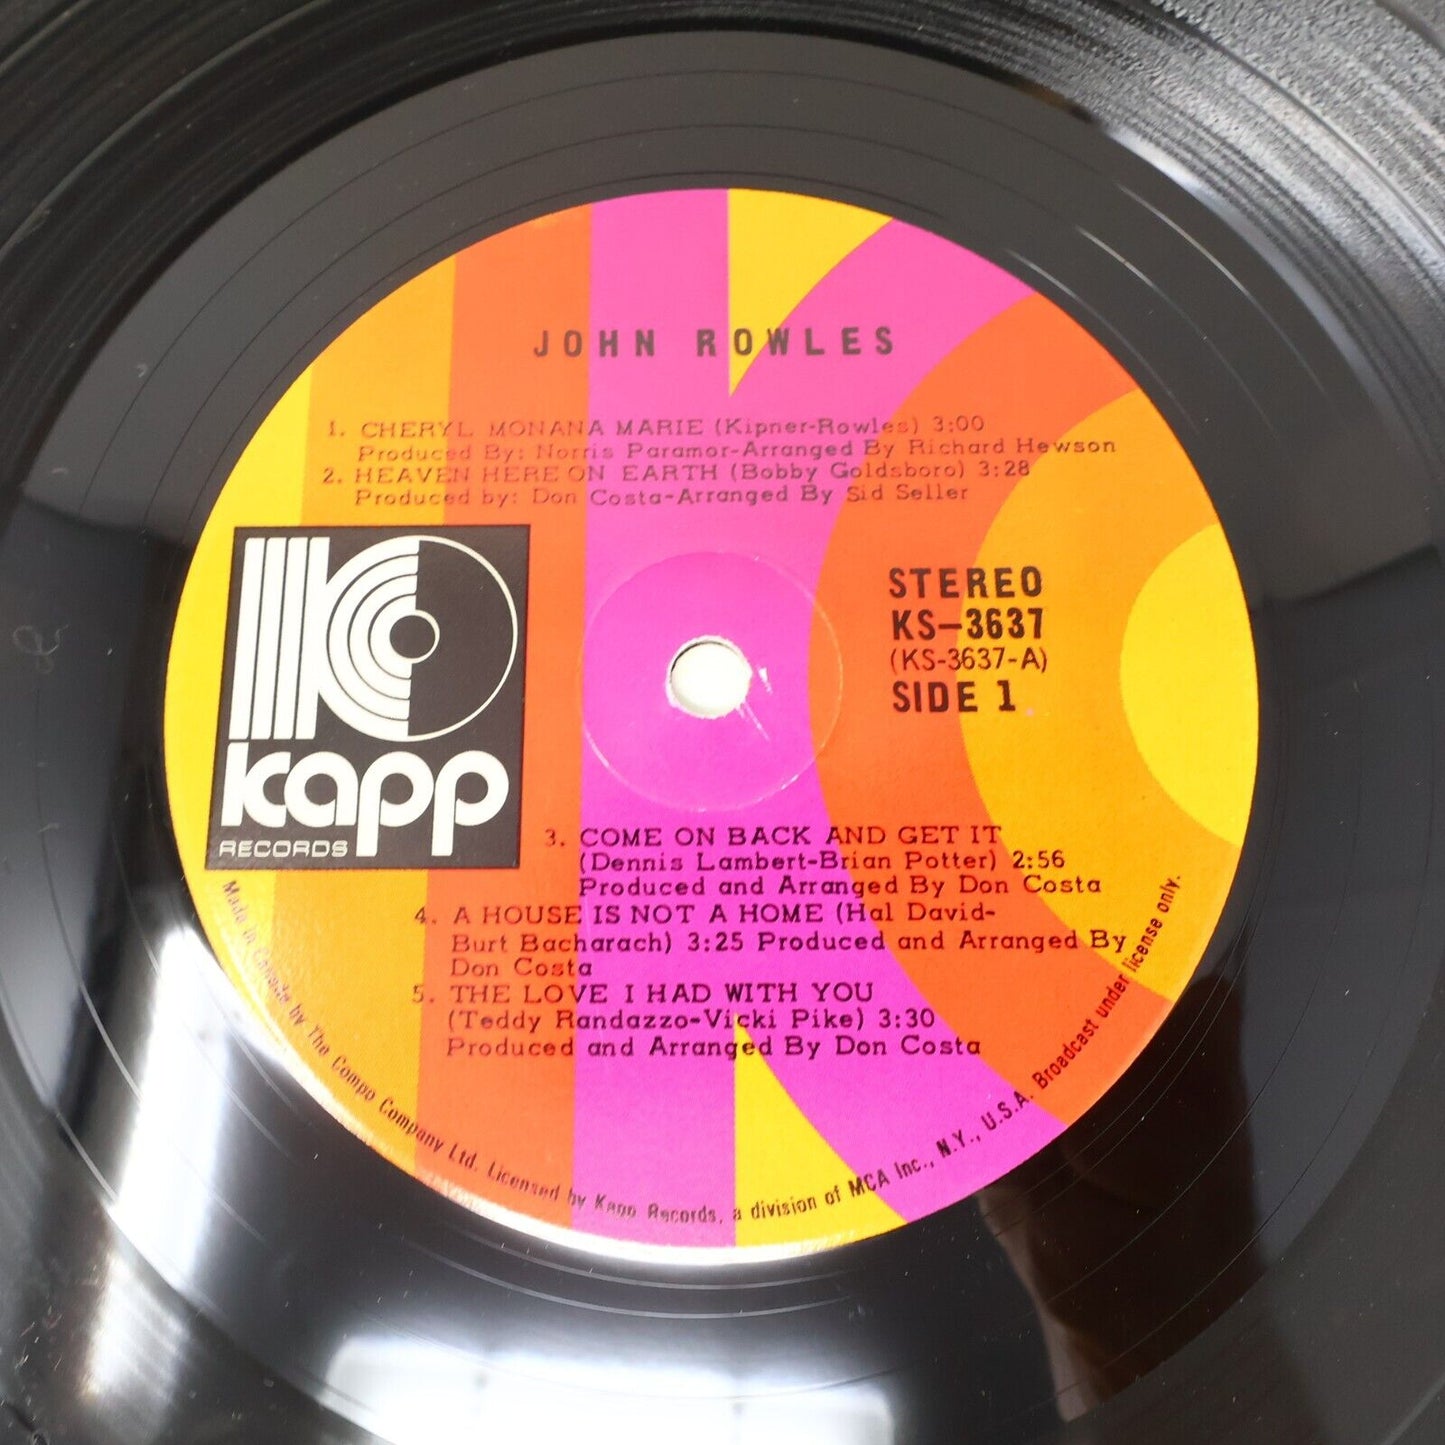 JOHN ROWLES
1. CHERYL MONANA MARIE (Kipner-Rowles) 3:00
Produced By: Norris Paramor-Arranged By Richard Hewson
2. HEAVEN HERE ON EARTH (Bobby Goldsboro) 3:28
Produced by: Don Costa-Arranged By Sid Seller
kapp
RECORDS
STEREO
KS-3637
(KS-3637-A)
SIDE 1
3. COME ON BACK AND GET IT
(Dennis Lambert-Brian Potter) 2:56
Produced and Arranged By Don Costa
4. A HOUSE IS NOT A HOME (Hal David-
Burt Bacharach) 3:25 Produced and Arranged By
Don Costa
5. THE LOVE I HAD WITH YOU
(Teddy Randazzo-Vicki Pike) 3:30
Produced and Arranged By Don Costa
Made in Canada by The Compo Company Ltd. Licensed by Kapp Records, a division of MCA Inc., N.Y., U.S.A. Broadcast under license only.